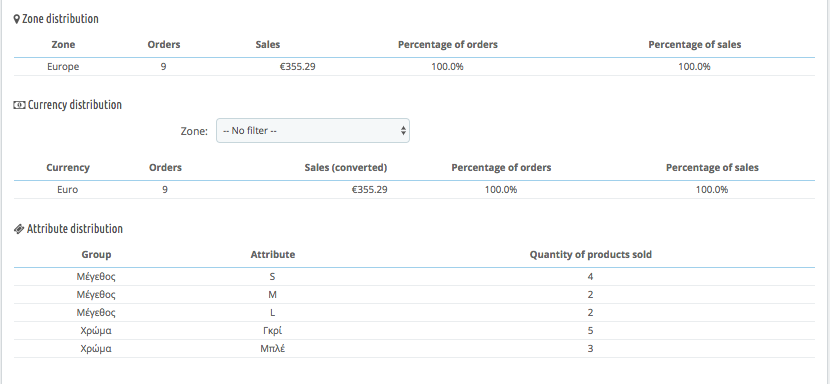 Zone distribution
Zone Orders Sales Percentage of orders Percentage of sales
Europe 9 €355.29 100.0% 100.0%
Currency distribution
Zone: -- No filter --
Currency Orders Sales (converted) Percentage of orders Percentage of sales
Euro 9 €355.29 100.0% 100.0%
Attribute distribution
Group Attribute Quantity of products sold
Μέγεθος S 4
Μέγεθος M 2
Μέγεθος L 2
Χρώμα Γκρί 5
Χρώμα Μπλέ 3